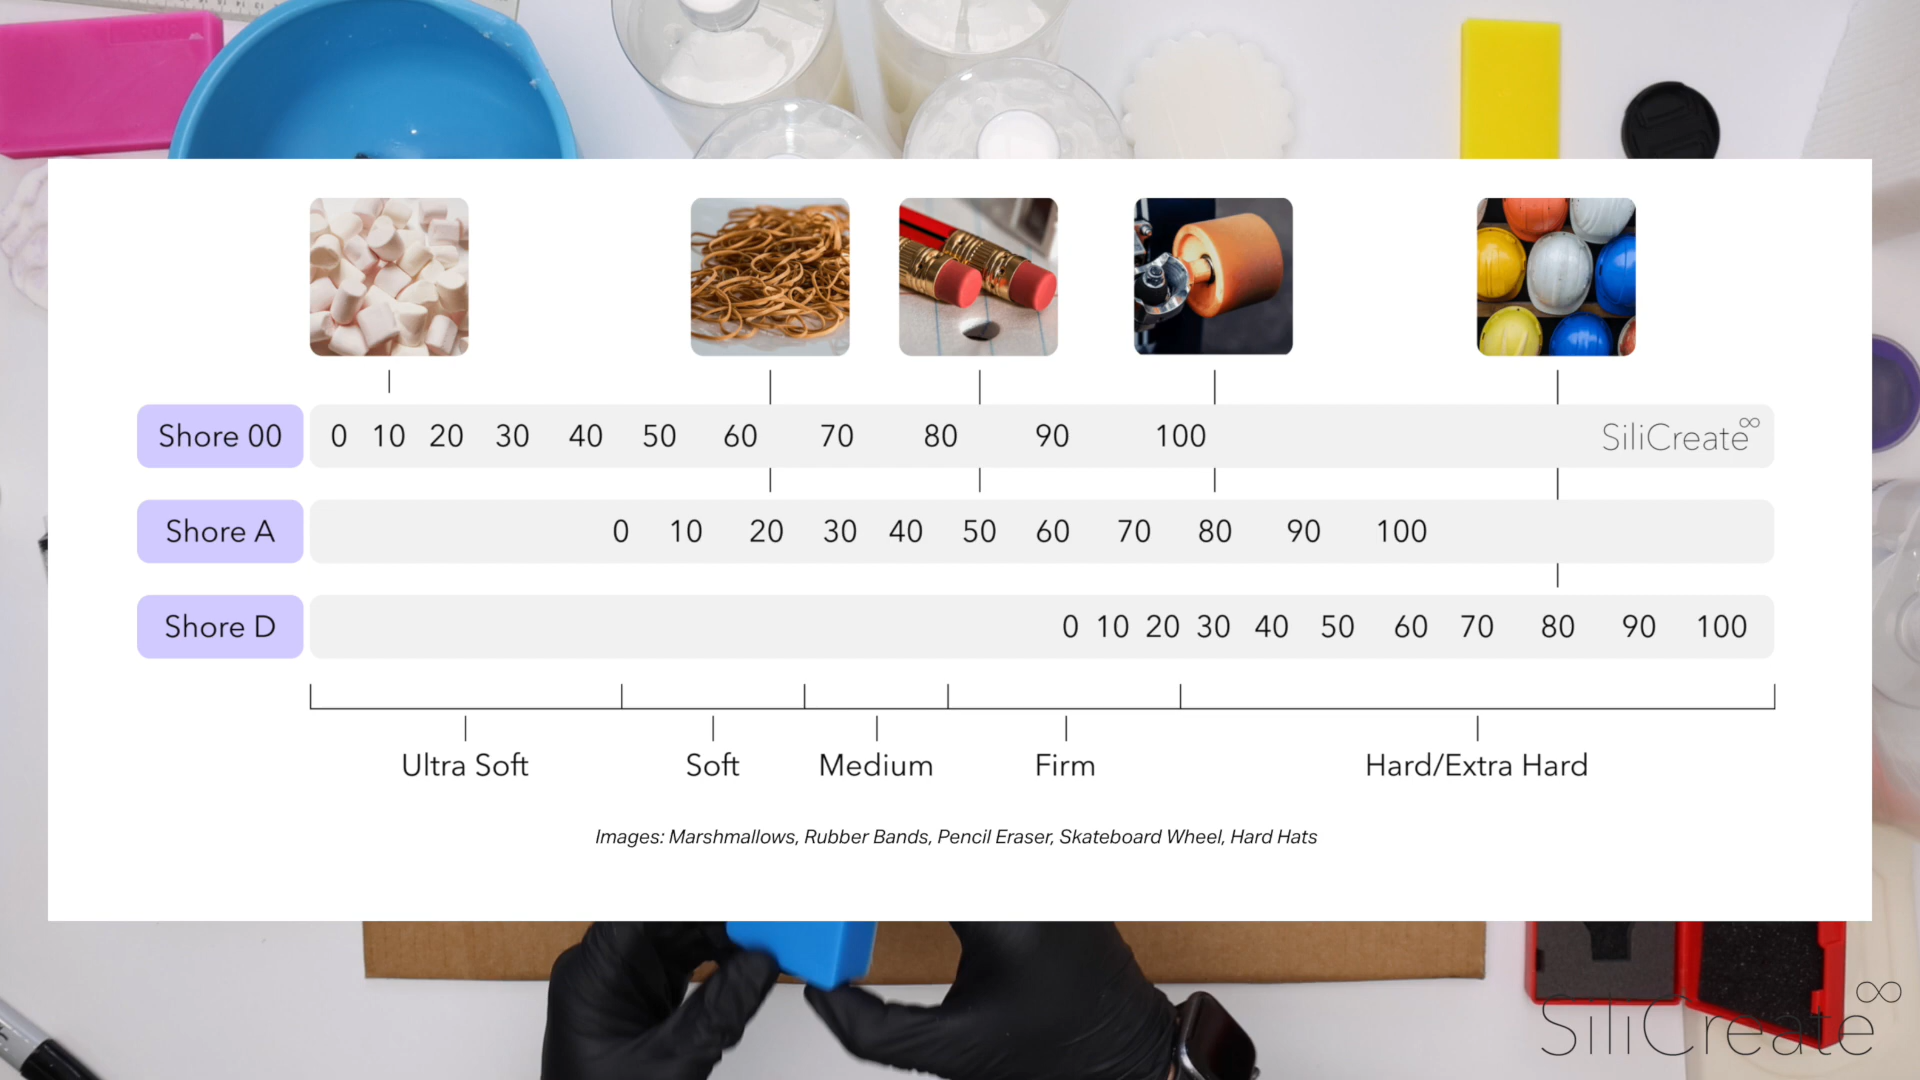 Shore 00 0 10 20 30 40 50 60 70 80 90 100 SiliCreate∞
Shore A 0 10 20 30 40 50 60 70 80 90 100
Shore D 0 10 20 30 40 50 60 70 80 90 100
Ultra Soft Soft Medium Firm Hard/Extra Hard
Images: Marshmallows, Rubber Bands, Pencil Eraser, Skateboard Wheel, Hard Hats
SiliCreate∞